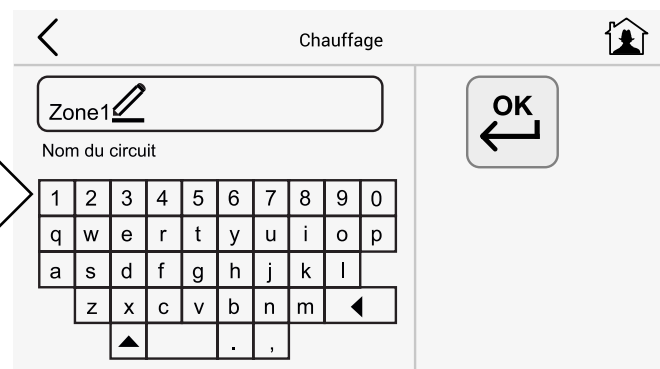 Chauffage
Zone1
OK
Nom du circuit
1 2 3 4 5 6 7 8 9 0
q w e r t y u i o p
a s d f g h j k l
z x c v b n m
. ,